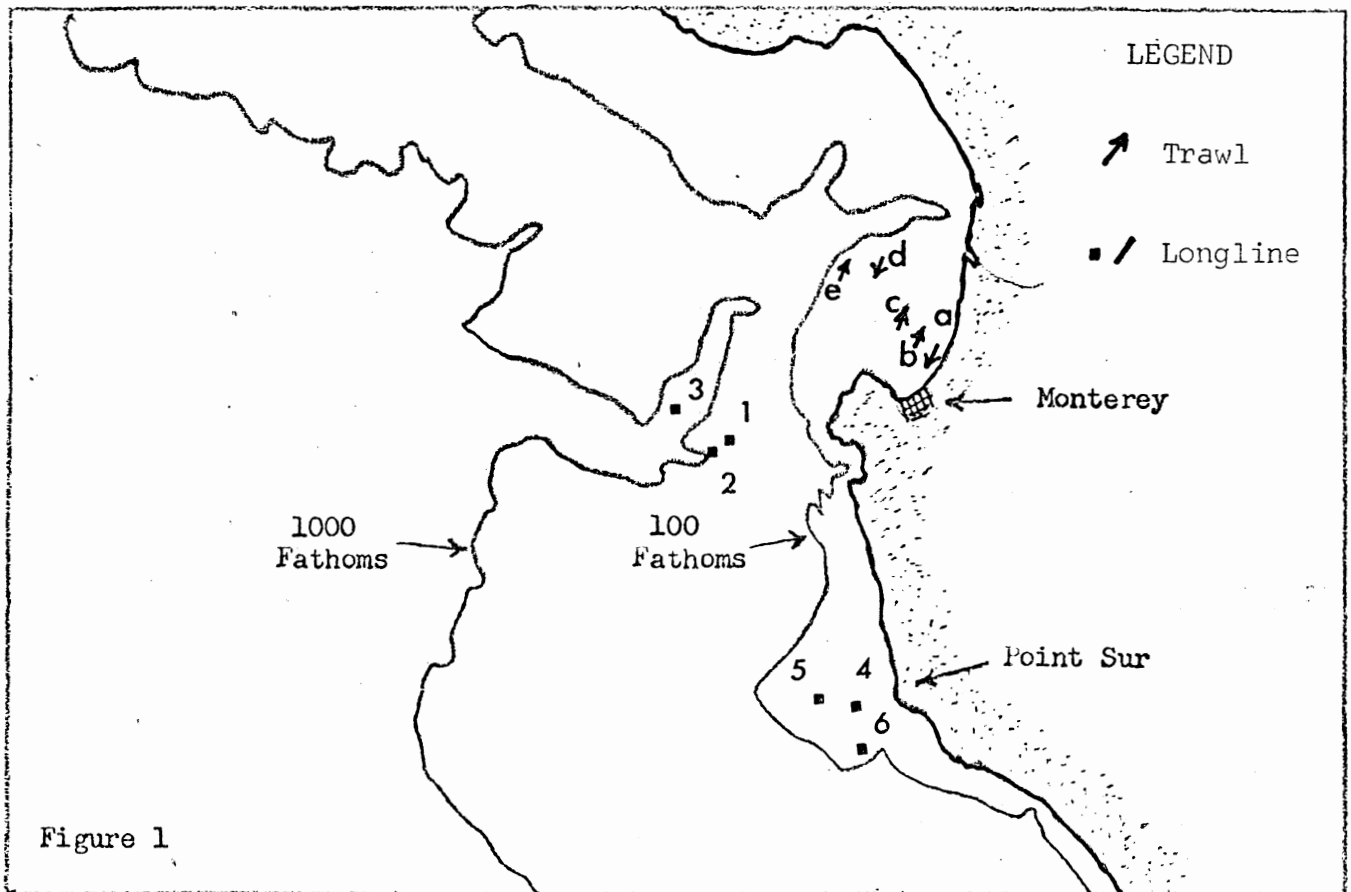 LEGEND
Trawl
Longline
d
e
c
a
b
Monterey
3
1
2
1000
Fathoms
100
Fathoms
Point Sur
5
4
6
Figure 1